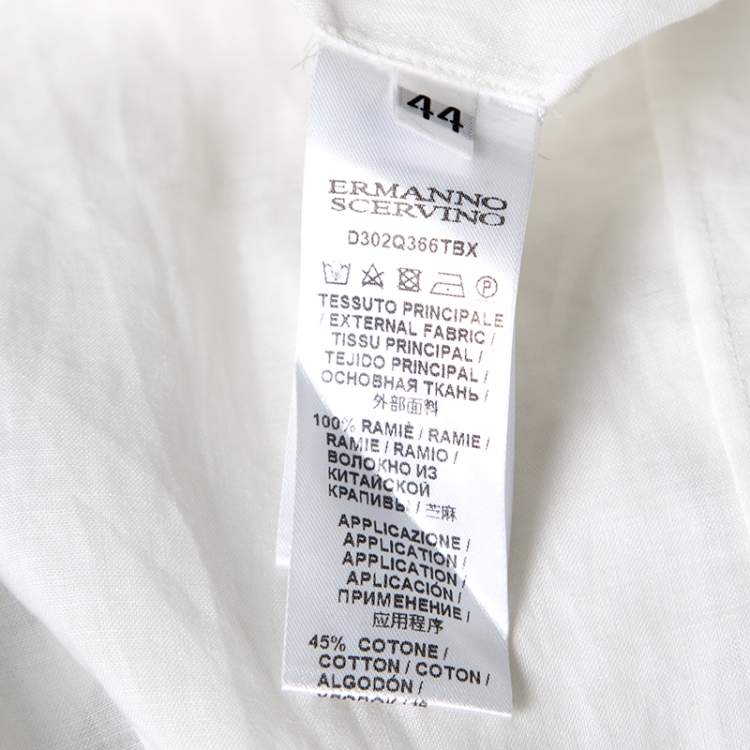 44
ERMANNO
SCERVINO
D302Q366TBX
P
TESSUTO PRINCIPALE
/ EXTERNAL FABRIC /
TISSU PRINCIPAL /
TEJIDO PRINCIPAL /
ОСНОВНАЯ ТКАНЬ /
外部面料
100% RAMIÈ / RAMIE /
RAMIE / RAMIO /
ВОЛОКНО ИЗ
КИТАЙСКОЙ
КРАПИВЫ / 苎麻
APPLICAZIONE /
APPLICATION /
APPLICATION /
APLICACIÓN /
ПРИМЕНЕНИЕ /
应用程序
45% COTONE /
COTTON / COTON /
ALGODÓN /